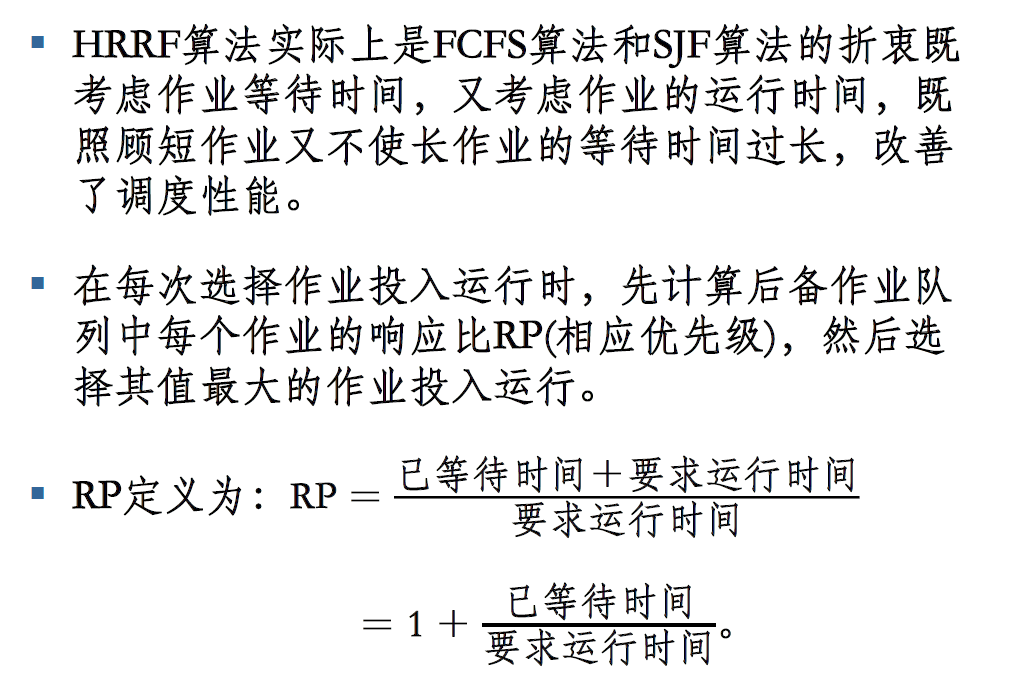 ▪ HRRF算法实际上是FCFS算法和SJF算法的折衷既
考虑作业等待时间，又考虑作业的运行时间，既
照顾短作业又不使长作业的等待时间过长，改善
了调度性能。
▪ 在每次选择作业投入运行时，先计算后备作业队
列中每个作业的响应比RP(相应优先级)，然后选
择其值最大的作业投入运行。
▪ RP定义为：RP = 已等待时间＋要求运行时间
要求运行时间
= 1 + 已等待时间
要求运行时间。